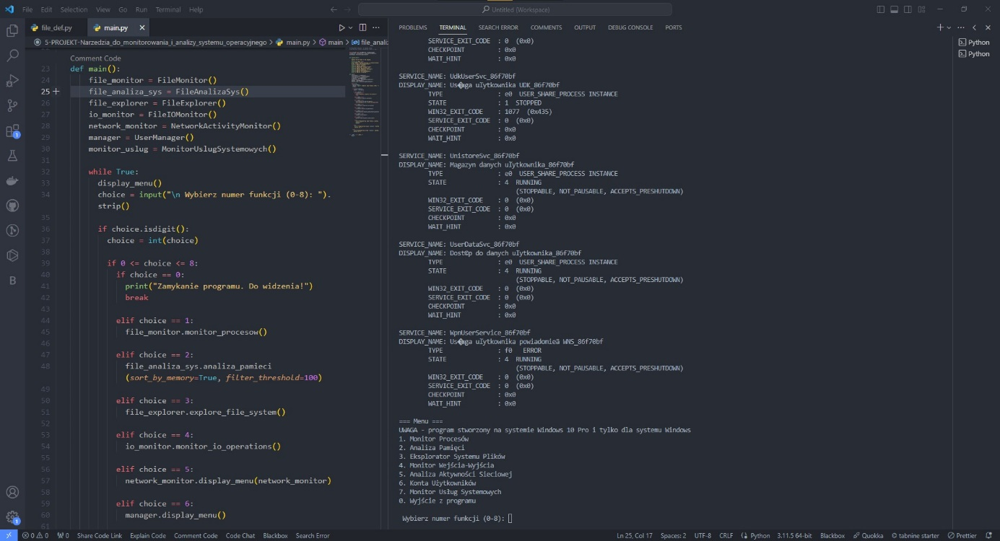 File Edit Selection View Go Run Terminal Help
Untitled (Workspace)
file_def.py
main.py
5-PROJEKT-Narzedzia_do_monitorowania_i_analizy_systemu_operacyjnego > main.py > main > file_anali
Comment Code
23 def main():
24 file_monitor = FileMonitor()
25 file_analiza_sys = FileAnalizaSys()
26 file_explorer = FileExplorer()
27 io_monitor = FileIOMonitor()
28 network_monitor = NetworkActivityMonitor()
29 manager = UserManager()
30 monitor_uslug = MonitorUslugSystemowych()
31
32 while True:
33 display_menu()
34 choice = input("\n Wybierz numer funkcji (0-8): ").
strip()
35
36 if choice.isdigit():
37 choice = int(choice)
38
39 if 0 <= choice <= 8:
40 if choice == 0:
41 print("Zamykanie programu. Do widzenia!")
42 break
43
44 elif choice == 1:
45 file_monitor.monitor_procesow()
46
47 elif choice == 2:
48 file_analiza_sys.analiza_pamieci
(sort_by_memory=True, filter_threshold=100)
49
50 elif choice == 3:
51 file_explorer.explore_file_system()
52
53 elif choice == 4:
54 io_monitor.monitor_io_operations()
55
56 elif choice == 5:
57 network_monitor.display_menu(network_monitor)
58
59 elif choice == 6:
60 manager.display_menu()
61
PROBLEMS TERMINAL SEARCH ERROR COMMENTS OUTPUT DEBUG CONSOLE PORTS
SERVICE_EXIT_CODE : 0 (0x0)
CHECKPOINT : 0x0
WAIT_HINT : 0x0
SERVICE_NAME: UdkUserSvc_86f70bf
DISPLAY_NAME: Us�uga uľytkownika UDK_86f70bf
TYPE : e0 USER_SHARE_PROCESS INSTANCE
STATE : 1 STOPPED
WIN32_EXIT_CODE : 1077 (0x435)
SERVICE_EXIT_CODE : 0 (0x0)
CHECKPOINT : 0x0
WAIT_HINT : 0x0
SERVICE_NAME: UnistoreSvc_86f70bf
DISPLAY_NAME: Magazyn danych uľytkownika_86f70bf
TYPE : e0 USER_SHARE_PROCESS INSTANCE
STATE : 4 RUNNING
(STOPPABLE, NOT_PAUSABLE, ACCEPTS_PRESHUTDOWN)
WIN32_EXIT_CODE : 0 (0x0)
SERVICE_EXIT_CODE : 0 (0x0)
CHECKPOINT : 0x0
WAIT_HINT : 0x0
SERVICE_NAME: UserDataSvc_86f70bf
DISPLAY_NAME: Dost©p do danych uľytkownika_86f70bf
TYPE : e0 USER_SHARE_PROCESS INSTANCE
STATE : 4 RUNNING
(STOPPABLE, NOT_PAUSABLE, ACCEPTS_PRESHUTDOWN)
WIN32_EXIT_CODE : 0 (0x0)
SERVICE_EXIT_CODE : 0 (0x0)
CHECKPOINT : 0x0
WAIT_HINT : 0x0
SERVICE_NAME: WpnUserService_86f70bf
DISPLAY_NAME: Us�uga uľytkownika powiadomieä WNS_86f70bf
TYPE : f0 ERROR
STATE : 4 RUNNING
(STOPPABLE, NOT_PAUSABLE, ACCEPTS_PRESHUTDOWN)
WIN32_EXIT_CODE : 0 (0x0)
SERVICE_EXIT_CODE : 0 (0x0)
CHECKPOINT : 0x0
WAIT_HINT : 0x0
=== Menu ===
UWAGA - program stworzony na systemie Windows 10 Pro i tylko dla systemu Windows
1. Monitor Procesów
2. Analiza Pamięci
3. Eksplorator Systemu Plików
4. Monitor Wejścia-Wyjścia
5. Analiza Aktywności Sieciowej
6. Konta Użytkowników
7. Monitor Usług Systemowych
0. Wyjście z programu
Wybierz numer funkcji (0-8):
Python
Python
0 0 0 Share Code Link Explain Code Comment Code Code Chat Blackbox Search Error
Ln 25, Col 17 Spaces: 2 UTF-8 CRLF Python 3.11.5 64-bit Blackbox Quokka tabnine starter Prettier